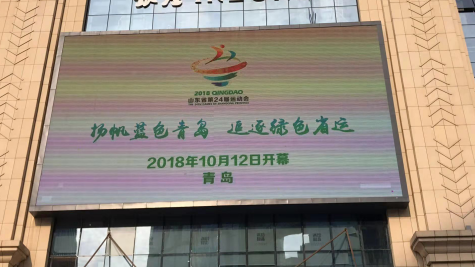 2018 QINGDAO
山东省第24届运动会
扬帆蓝色青岛 追逐绿色省运
2018年10月12日开幕
青岛